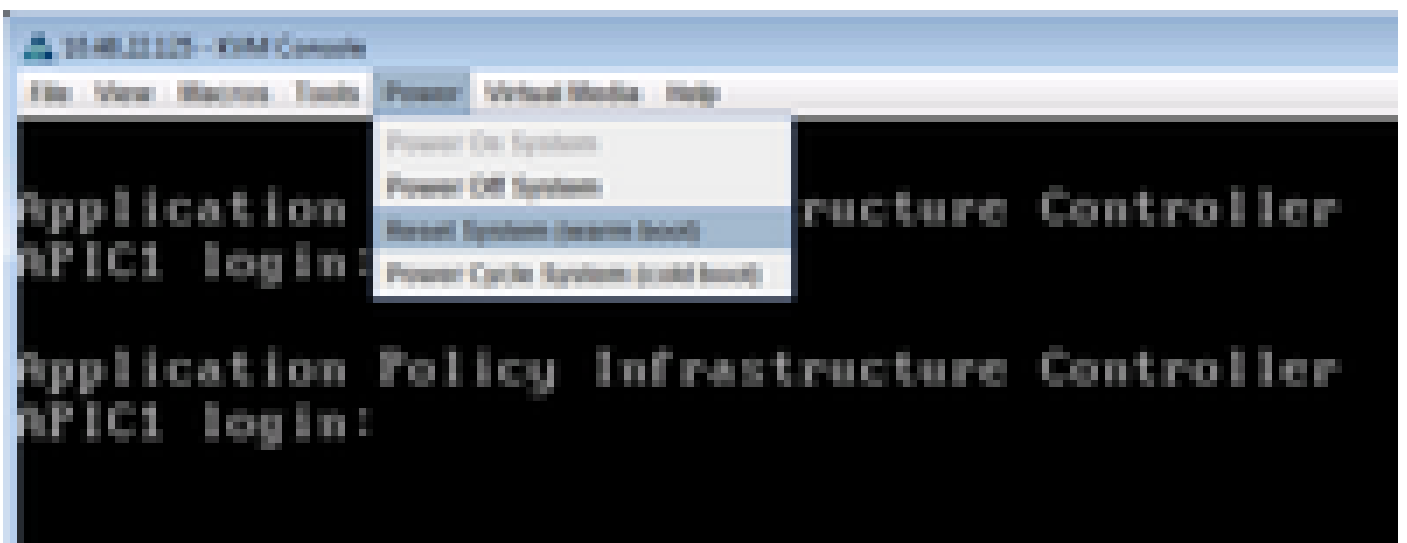 KVM Console
File View Macros Tools Power Virtual Media Help
Power On System
Power Off System
Reset System (warm boot)
Power Cycle System (cold boot)
Application ructure Controller
APIC1 login:
Application Policy Infrastructure Controller
APIC1 login: